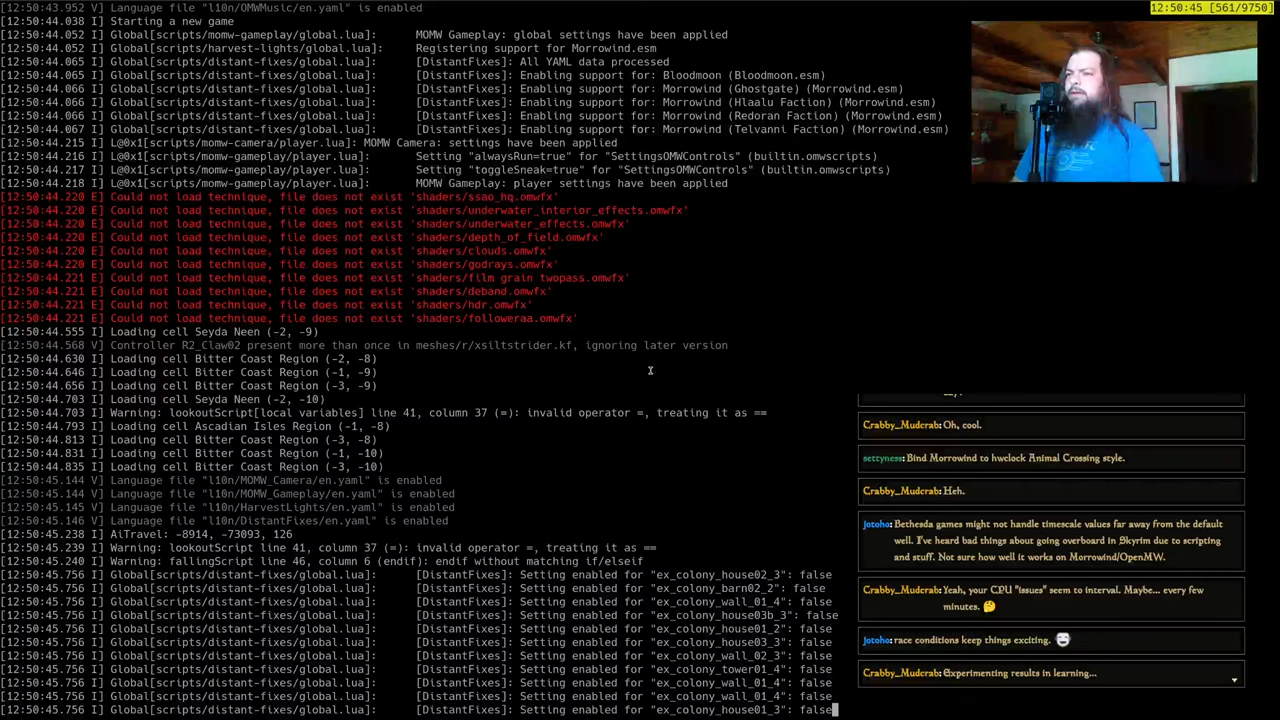 [12:50:43.952 V] Language file "l10n/OMWMusic/en.yaml" is enabled
12:50:45 [561/9750]
[12:50:44.038 I] Starting a new game
[12:50:44.052 I] Global[scripts/momw-gameplay/global.lua]: MOMW Gameplay: global settings have been applied
[12:50:44.052 I] Global[scripts/harvest-lights/global.lua]: Registering support for Morrowind.esm
[12:50:44.065 I] Global[scripts/distant-fixes/global.lua]: [DistantFixes]: All YAML data processed
[12:50:44.065 I] Global[scripts/distant-fixes/global.lua]: [DistantFixes]: Enabling support for: Bloodmoon (Bloodmoon.esm)
[12:50:44.066 I] Global[scripts/distant-fixes/global.lua]: [DistantFixes]: Enabling support for: Morrowind (Ghostgate) (Morrowind.esm)
[12:50:44.066 I] Global[scripts/distant-fixes/global.lua]: [DistantFixes]: Enabling support for: Morrowind (Hlaalu Faction) (Morrowind.esm)
[12:50:44.066 I] Global[scripts/distant-fixes/global.lua]: [DistantFixes]: Enabling support for: Morrowind (Redoran Faction) (Morrowind.esm)
[12:50:44.067 I] Global[scripts/distant-fixes/global.lua]: [DistantFixes]: Enabling support for: Morrowind (Telvanni Faction) (Morrowind.esm)
[12:50:44.215 I] L@0x1[scripts/momw-camera/player.lua]: MOMW Camera: settings have been applied
[12:50:44.216 I] L@0x1[scripts/momw-gameplay/player.lua]: Setting "alwaysRun=true" for "SettingsOMWControls" (builtin.omwscripts)
[12:50:44.217 I] L@0x1[scripts/momw-gameplay/player.lua]: Setting "toggleSneak=true" for "SettingsOMWControls" (builtin.omwscripts)
[12:50:44.218 I] L@0x1[scripts/momw-gameplay/player.lua]: MOMW Gameplay: player settings have been applied
[12:50:44.220 E] Could not load technique, file does not exist 'shaders/ssao_hq.omwfx'
[12:50:44.220 E] Could not load technique, file does not exist 'shaders/underwater_interior_effects.omwfx'
[12:50:44.220 E] Could not load technique, file does not exist 'shaders/underwater_effects.omwfx'
[12:50:44.220 E] Could not load technique, file does not exist 'shaders/depth_of_field.omwfx'
[12:50:44.220 E] Could not load technique, file does not exist 'shaders/clouds.omwfx'
[12:50:44.220 E] Could not load technique, file does not exist 'shaders/godrays.omwfx'
[12:50:44.221 E] Could not load technique, file does not exist 'shaders/film grain twopass.omwfx'
[12:50:44.221 E] Could not load technique, file does not exist 'shaders/deband.omwfx'
[12:50:44.221 E] Could not load technique, file does not exist 'shaders/hdr.omwfx'
[12:50:44.221 E] Could not load technique, file does not exist 'shaders/followeraa.omwfx'
[12:50:44.555 I] Loading cell Seyda Neen (-2, -9)
[12:50:44.568 V] Controller R2_Claw02 present more than once in meshes/r/xsiltstrider.kf, ignoring later version
[12:50:44.630 I] Loading cell Bitter Coast Region (-2, -8)
[12:50:44.646 I] Loading cell Bitter Coast Region (-1, -9)
[12:50:44.656 I] Loading cell Bitter Coast Region (-3, -9)
[12:50:44.703 I] Loading cell Seyda Neen (-2, -10)
[12:50:44.703 I] Warning: lookoutScript[local variables] line 41, column 37 (=): invalid operator =, treating it as ==
[12:50:44.793 I] Loading cell Ascadian Isles Region (-1, -8)
[12:50:44.813 I] Loading cell Bitter Coast Region (-3, -8)
[12:50:44.831 I] Loading cell Bitter Coast Region (-1, -10)
[12:50:44.835 I] Loading cell Bitter Coast Region (-3, -10)
[12:50:45.144 V] Language file "l10n/MOMW_Camera/en.yaml" is enabled
[12:50:45.144 V] Language file "l10n/MOMW_Gameplay/en.yaml" is enabled
[12:50:45.145 V] Language file "l10n/HarvestLights/en.yaml" is enabled
[12:50:45.146 V] Language file "l10n/DistantFixes/en.yaml" is enabled
[12:50:45.238 I] AiTravel: -8914, -73093, 126
[12:50:45.239 I] Warning: lookoutScript line 41, column 37 (=): invalid operator =, treating it as ==
[12:50:45.240 I] Warning: fallingScript line 46, column 6 (endif): endif without matching if/elseif
[12:50:45.756 I] Global[scripts/distant-fixes/global.lua]: [DistantFixes]: Setting enabled for "ex_colony_house02_3": false
[12:50:45.756 I] Global[scripts/distant-fixes/global.lua]: [DistantFixes]: Setting enabled for "ex_colony_barn02_2": false
[12:50:45.756 I] Global[scripts/distant-fixes/global.lua]: [DistantFixes]: Setting enabled for "ex_colony_wall_01_4": false
[12:50:45.756 I] Global[scripts/distant-fixes/global.lua]: [DistantFixes]: Setting enabled for "ex_colony_house03b_3": false
[12:50:45.756 I] Global[scripts/distant-fixes/global.lua]: [DistantFixes]: Setting enabled for "ex_colony_house01_2": false
[12:50:45.756 I] Global[scripts/distant-fixes/global.lua]: [DistantFixes]: Setting enabled for "ex_colony_house03_3": false
[12:50:45.756 I] Global[scripts/distant-fixes/global.lua]: [DistantFixes]: Setting enabled for "ex_colony_wall_02_3": false
[12:50:45.756 I] Global[scripts/distant-fixes/global.lua]: [DistantFixes]: Setting enabled for "ex_colony_tower01_4": false
[12:50:45.756 I] Global[scripts/distant-fixes/global.lua]: [DistantFixes]: Setting enabled for "ex_colony_wall_01_4": false
[12:50:45.756 I] Global[scripts/distant-fixes/global.lua]: [DistantFixes]: Setting enabled for "ex_colony_wall_01_4": false
[12:50:45.756 I] Global[scripts/distant-fixes/global.lua]: [DistantFixes]: Setting enabled for "ex_colony_house01_3": false
Crabby_Mudcrab: Oh, cool.
settyness: Bind Morrowind to hwclock Animal Crossing style.
Crabby_Mudcrab: Heh.
jotoho: Bethesda games might not handle timescale values far away from the default
well. I've heard bad things about going overboard in Skyrim due to scripting
and stuff. Not sure how well it works on Morrowind/OpenMW.
Crabby_Mudcrab: Yeah, your CPU "issues" seem to interval. Maybe... every few
minutes. 🤔
jotoho: race conditions keep things exciting.
Crabby_Mudcrab: Experimenting results in learning...